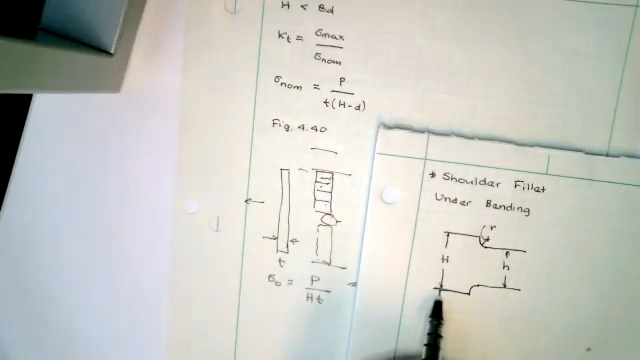 H < 8d
Kt = σmax / σnom
σnom = P / t(H-d)
Fig. 4.40
t
σo = P / Ht =
* Shoulder Fillet
Under Bending
r
H
h